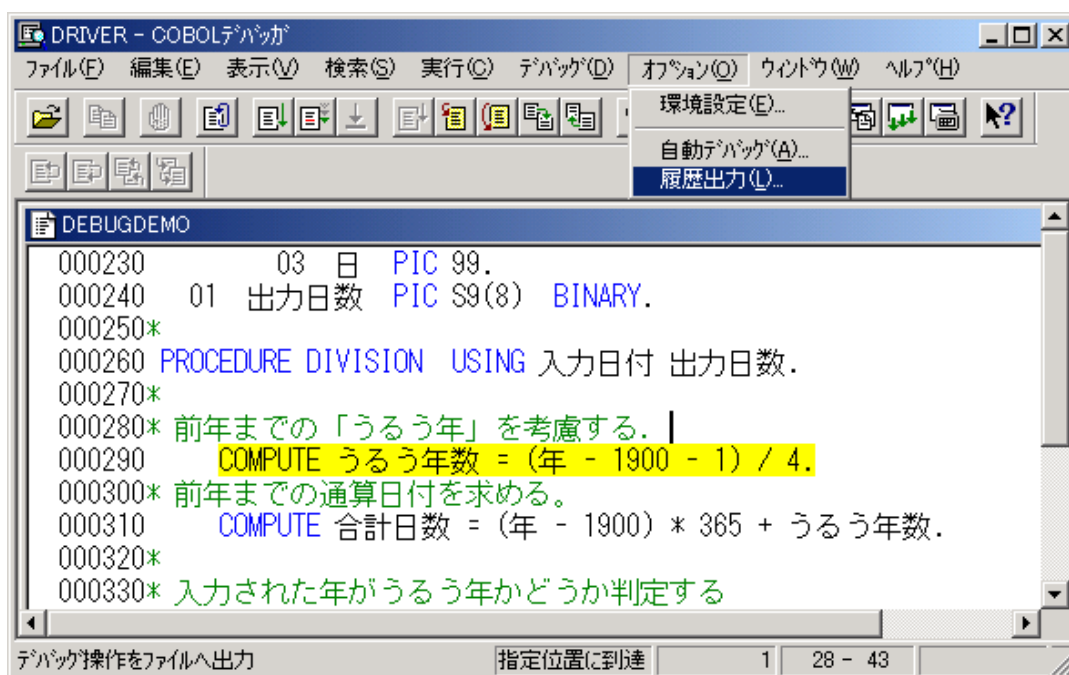 DRIVER - COBOLﾃﾞﾊﾞｯｶﾞ
ﾌｧｲﾙ(F) 編集(E) 表示(V) 検索(S) 実行(C) ﾃﾞﾊﾞｯｸﾞ(D) ｵﾌﾟｼｮﾝ(O) ｳｨﾝﾄﾞｳ(W) ﾍﾙﾌﾟ(H)
環境設定(E)...
自動ﾃﾞﾊﾞｯｸﾞ(A)...
履歴出力(L)...
DEBUGDEMO
000230 03 日 PIC 99.
000240 01 出力日数 PIC S9(8) BINARY.
000250*
000260 PROCEDURE DIVISION USING 入力日付 出力日数.
000270*
000280* 前年までの「うるう年」を考慮する.
000290 COMPUTE うるう年数 = (年 - 1900 - 1) / 4.
000300* 前年までの通算日付を求める。
000310 COMPUTE 合計日数 = (年 - 1900) * 365 + うるう年数.
000320*
000330* 入力された年がうるう年かどうか判定する
ﾃﾞﾊﾞｯｸﾞ操作をﾌｧｲﾙへ出力 指定位置に到達 1 28 - 43